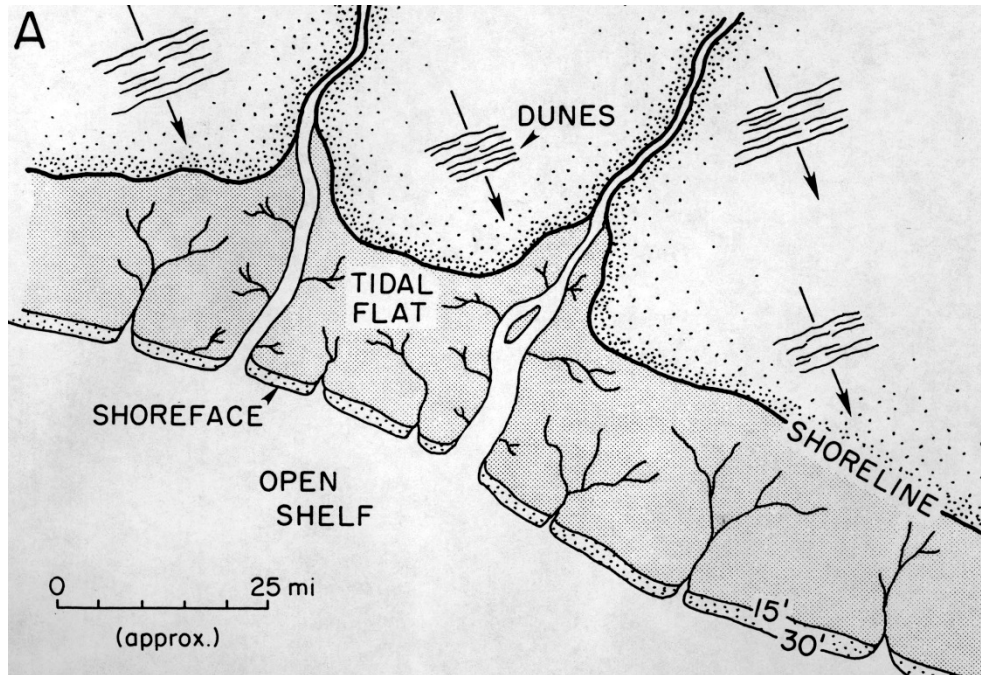 A
DUNES
TIDAL
FLAT
SHOREFACE
SHORELINE
OPEN
SHELF
0 25 mi
(approx.)
15'
30'